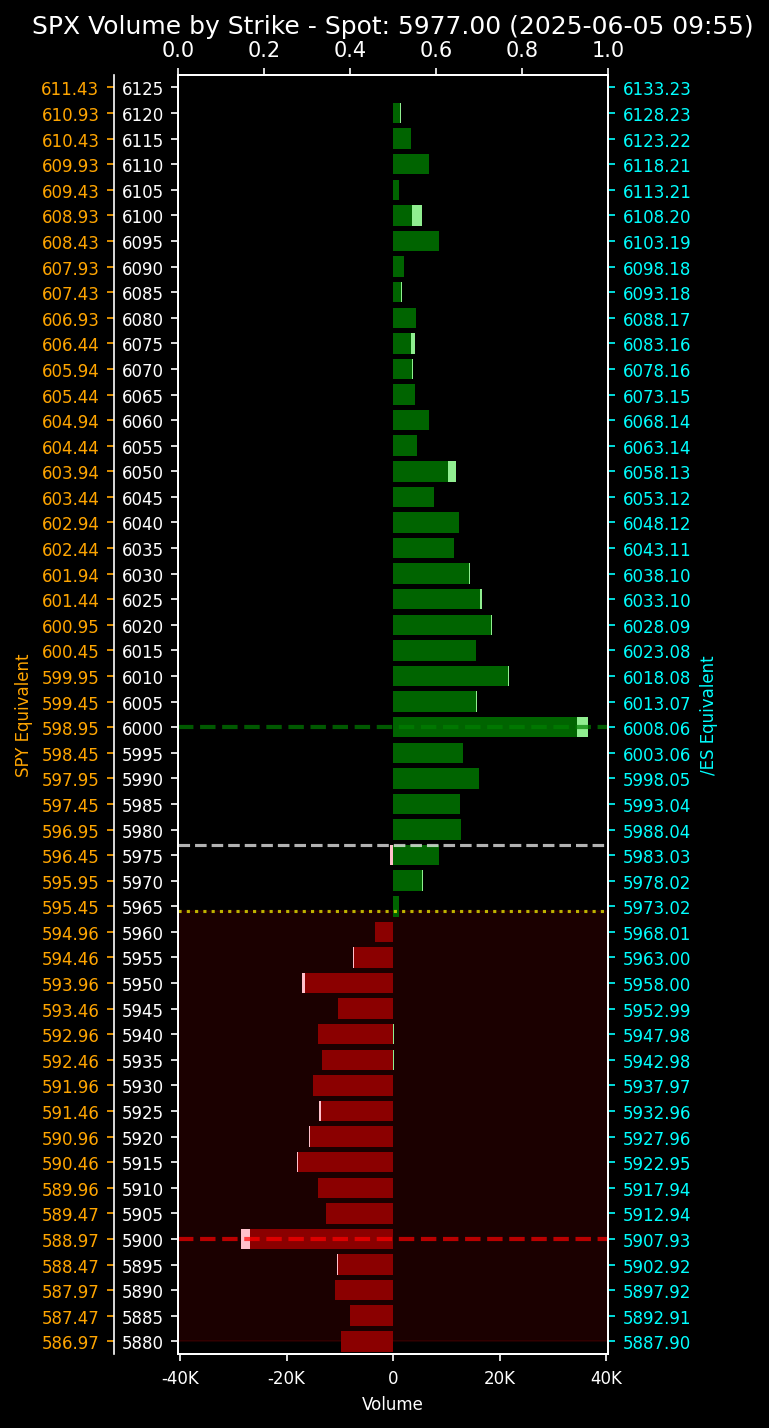 SPX Volume by Strike - Spot: 5977.00 (2025-06-05 09:55)
0.0 0.2 0.4 0.6 0.8 1.0
611.43 6125 6133.23
610.93 6120 6128.23
610.43 6115 6123.22
609.93 6110 6118.21
609.43 6105 6113.21
608.93 6100 6108.20
608.43 6095 6103.19
607.93 6090 6098.18
607.43 6085 6093.18
606.93 6080 6088.17
606.44 6075 6083.16
605.94 6070 6078.16
605.44 6065 6073.15
604.94 6060 6068.14
604.44 6055 6063.14
603.94 6050 6058.13
603.44 6045 6053.12
602.94 6040 6048.12
602.44 6035 6043.11
601.94 6030 6038.10
601.44 6025 6033.10
600.95 6020 6028.09
600.45 6015 6023.08
599.95 6010 6018.08
599.45 6005 6013.07
598.95 6000 6008.06
598.45 5995 6003.06
597.95 5990 5998.05
597.45 5985 5993.04
596.95 5980 5988.04
596.45 5975 5983.03
595.95 5970 5978.02
595.45 5965 5973.02
594.96 5960 5968.01
594.46 5955 5963.00
593.96 5950 5958.00
593.46 5945 5952.99
592.96 5940 5947.98
592.46 5935 5942.98
591.96 5930 5937.97
591.46 5925 5932.96
590.96 5920 5927.96
590.46 5915 5922.95
589.96 5910 5917.94
589.47 5905 5912.94
588.97 5900 5907.93
588.47 5895 5902.92
587.97 5890 5897.92
587.47 5885 5892.91
586.97 5880 5887.90
SPY Equivalent
/ES Equivalent
-40K -20K 0 20K 40K
Volume